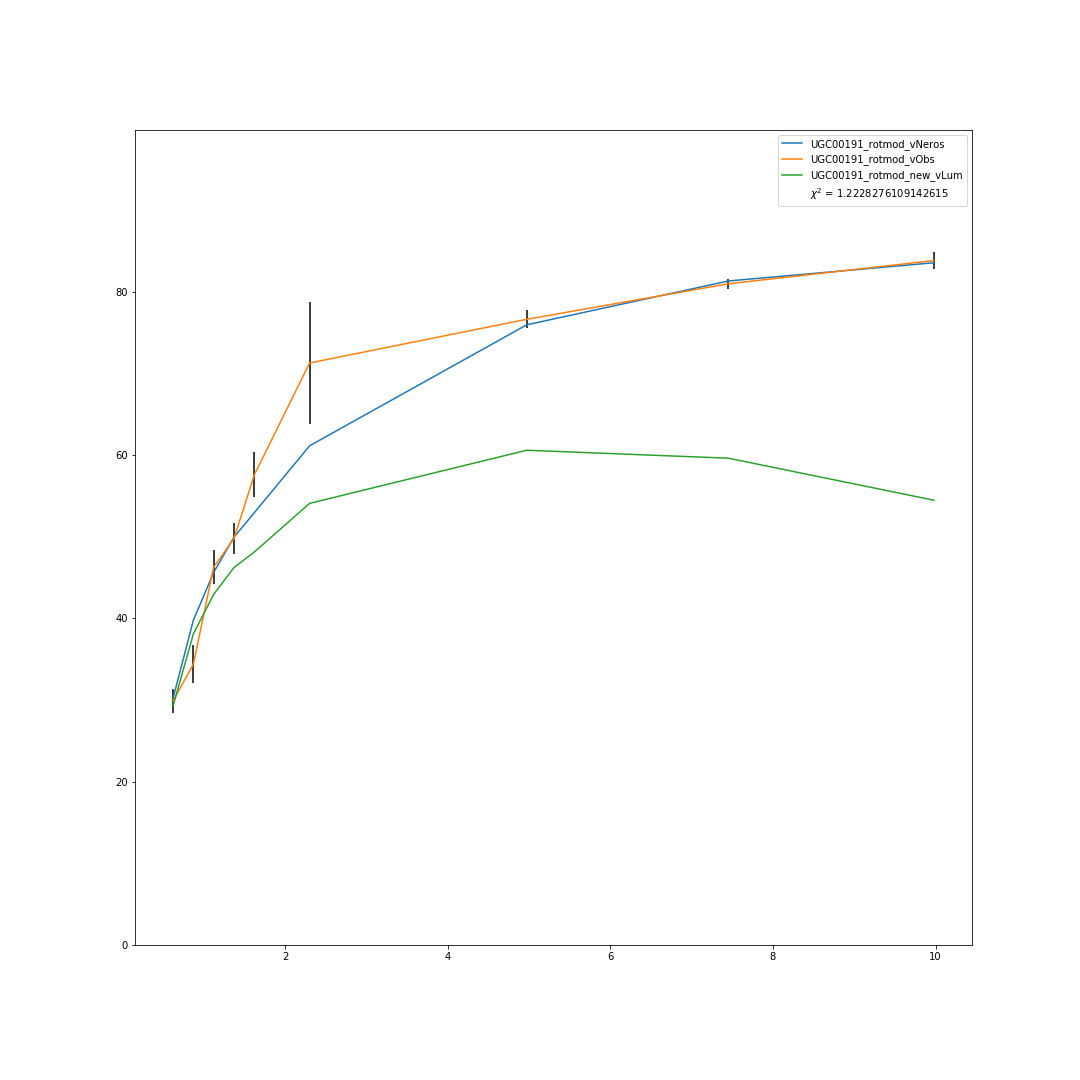 UGC00191_rotmod_vNeros
UGC00191_rotmod_vObs
UGC00191_rotmod_new_vLum
χ² = 1.2228276109142615
80
60
40
20
0
2 4 6 8 10